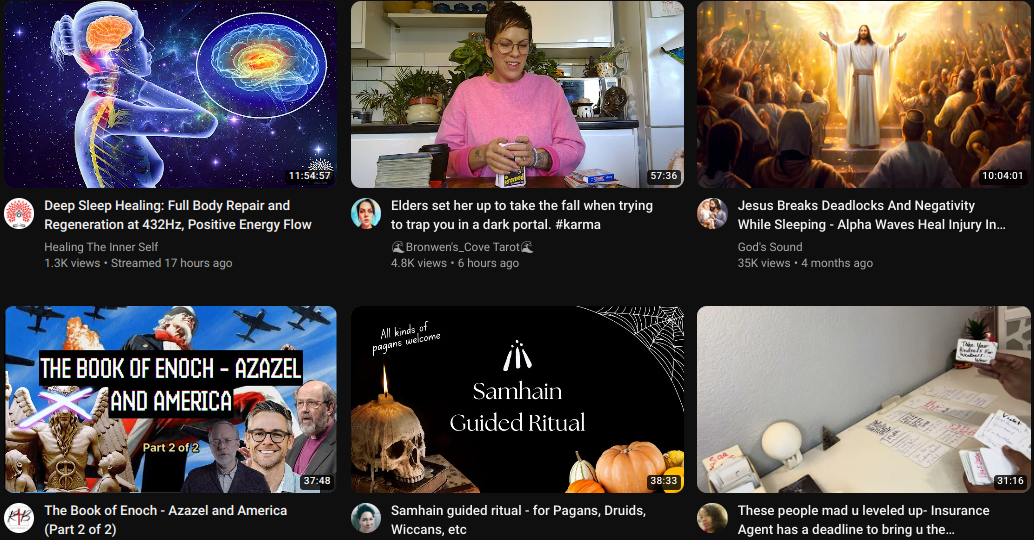 11:54:57
57:36
10:04:01
Deep Sleep Healing: Full Body Repair and
Regeneration at 432Hz, Positive Energy Flow
Healing The Inner Self
1.3K views • Streamed 17 hours ago
Elders set her up to take the fall when trying
to trap you in a dark portal. #karma
🌊Bronwen's_Cove Tarot🌊
4.8K views • 6 hours ago
Jesus Breaks Deadlocks And Negativity
While Sleeping - Alpha Waves Heal Injury In...
God's Sound
35K views • 4 months ago
THE BOOK OF ENOCH - AZAZEL
AND AMERICA
Part 2 of 2
37:48
All kinds of
pagans welcome
Samhain
Guided Ritual
38:33
Take Your
Kindness For
Weakness
31:16
The Book of Enoch - Azazel and America
(Part 2 of 2)
Samhain guided ritual - for Pagans, Druids,
Wiccans, etc
These people mad u leveled up- Insurance
Agent has a deadline to bring u the...